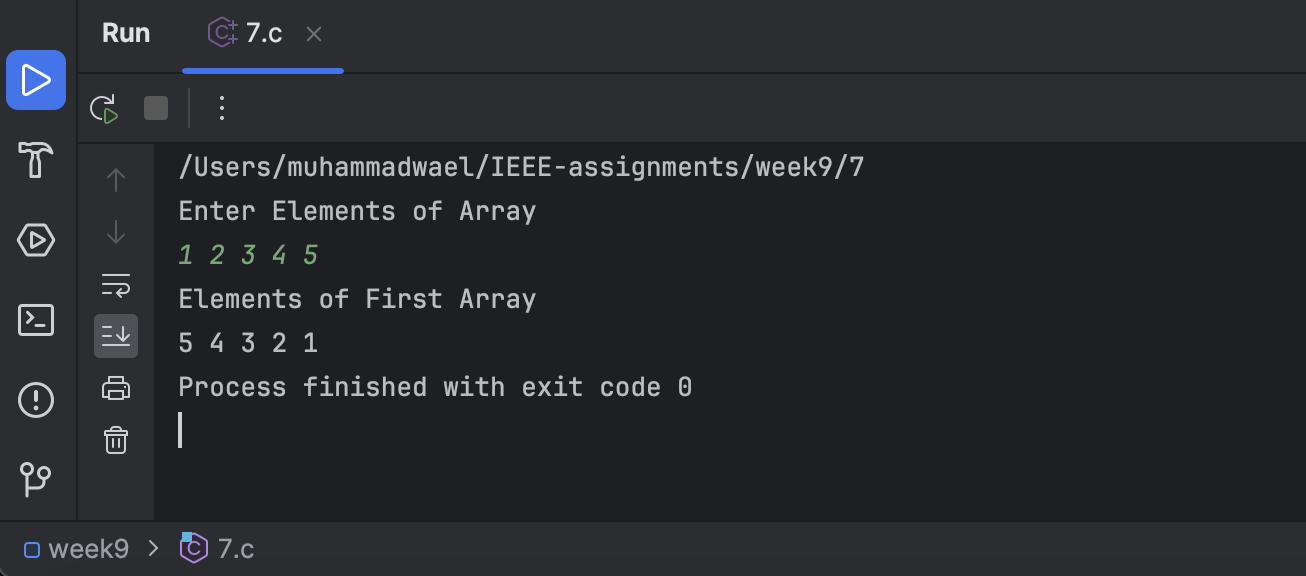 Run 7.c
/Users/muhammadwael/IEEE-assignments/week9/7
Enter Elements of Array
1 2 3 4 5
Elements of First Array
5 4 3 2 1
Process finished with exit code 0
week9 > 7.c